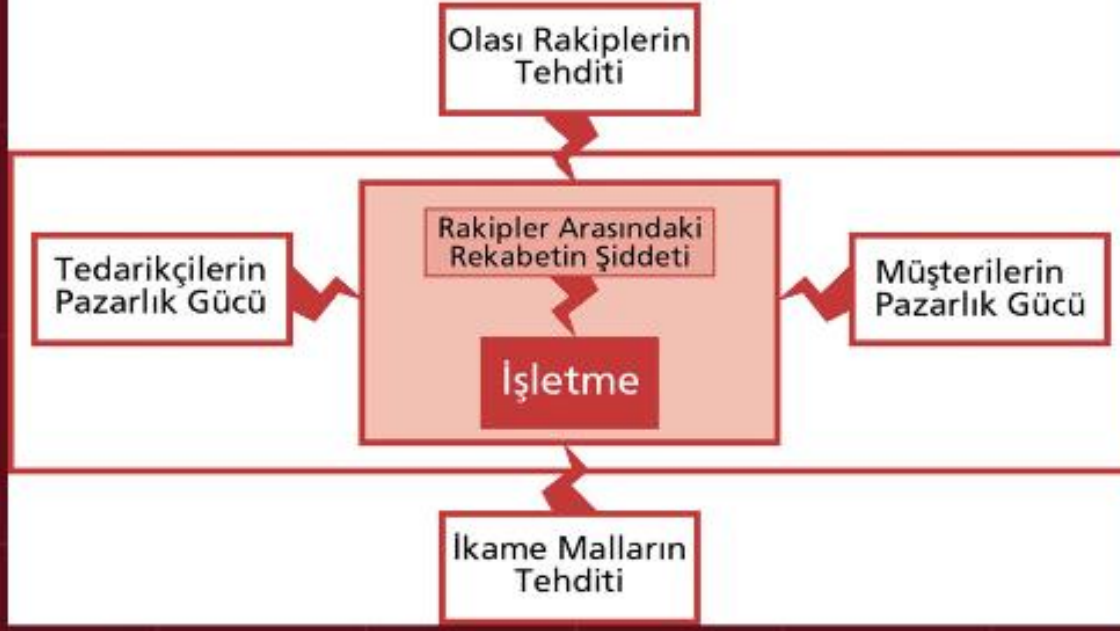 Olası Rakiplerin
Tehditi
Rakipler Arasındaki
Rekabetin Şiddeti
Tedarikçilerin
Pazarlık Gücü
Müşterilerin
Pazarlık Gücü
İşletme
İkame Malların
Tehditi